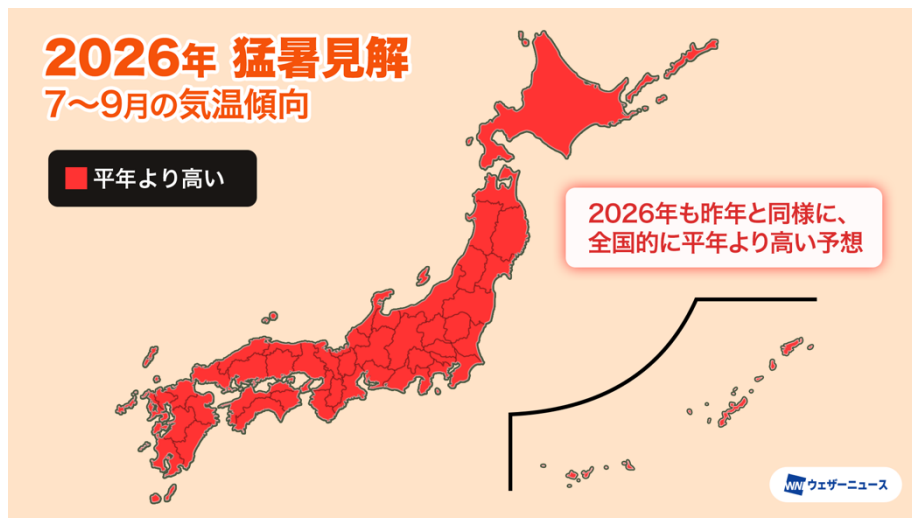 2026年 猛暑見解
7～9月の気温傾向
平年より高い
2026年も昨年と同様に、
全国的に平年より高い予想
WNI ウェザーニュース